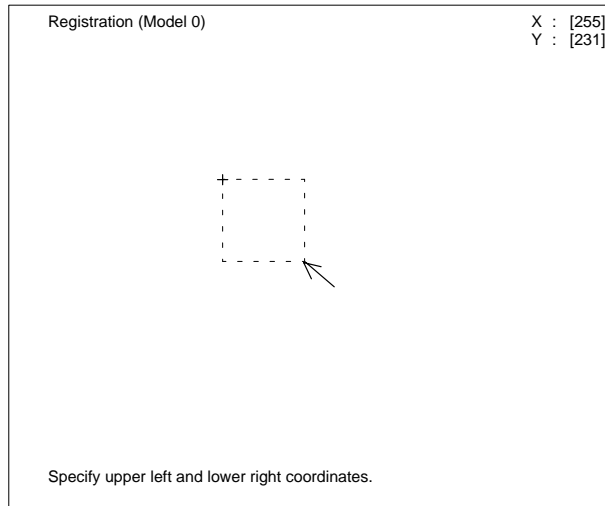 Registration (Model 0)
X : [255]
Y : [231]
Specify upper left and lower right coordinates.